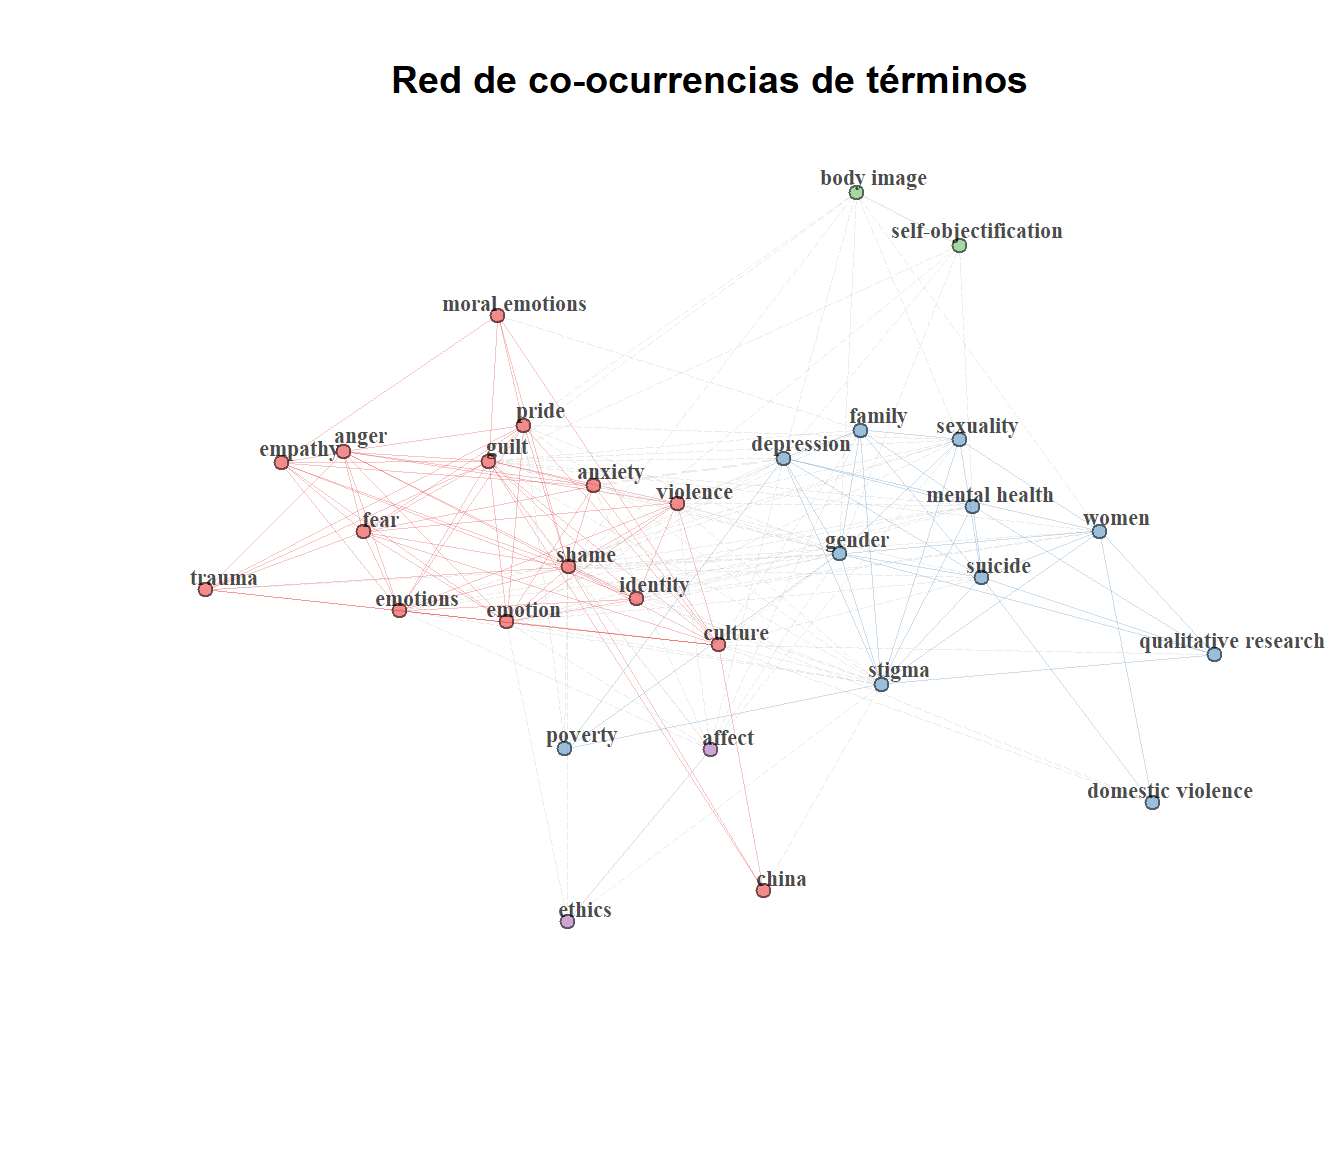 Red de co-ocurrencias de términos
body image
self-objectification
moral emotions
pride
family
sexuality
anger
empathy
guilt
depression
anxiety
violence
mental health
women
fear
gender
shame
suicide
trauma
identity
emotions
emotion
culture
qualitative research
stigma
poverty
affect
domestic violence
china
ethics